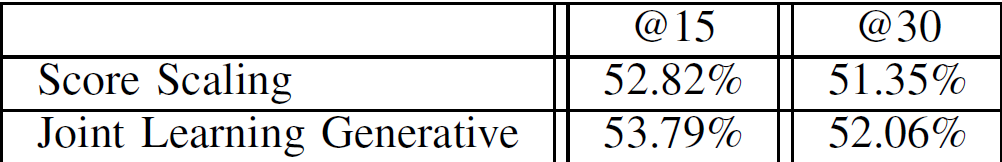 @15 @30
Score Scaling 52.82% 51.35%
Joint Learning Generative 53.79% 52.06%